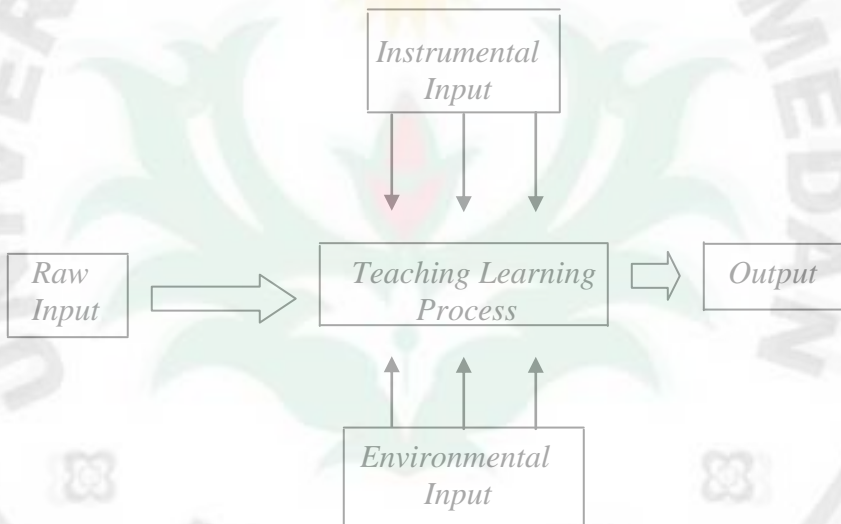 Instrumental
Input
Raw
Input
Teaching Learning
Process
Output
Environmental
Input